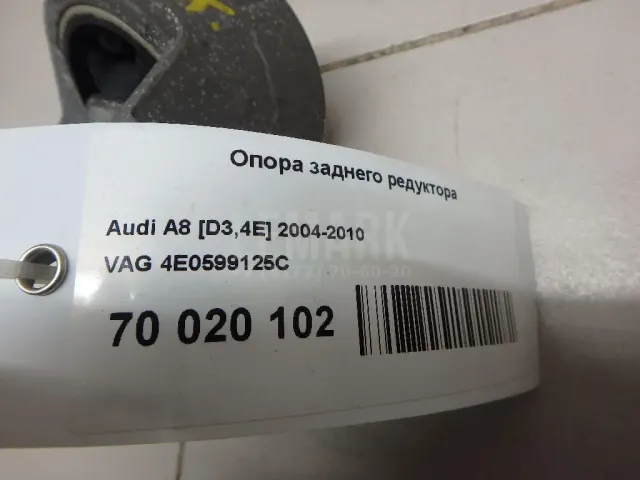 Опора заднего редуктора
Audi A8 [D3,4E] 2004-2010
VAG 4E0599125C
70 020 102